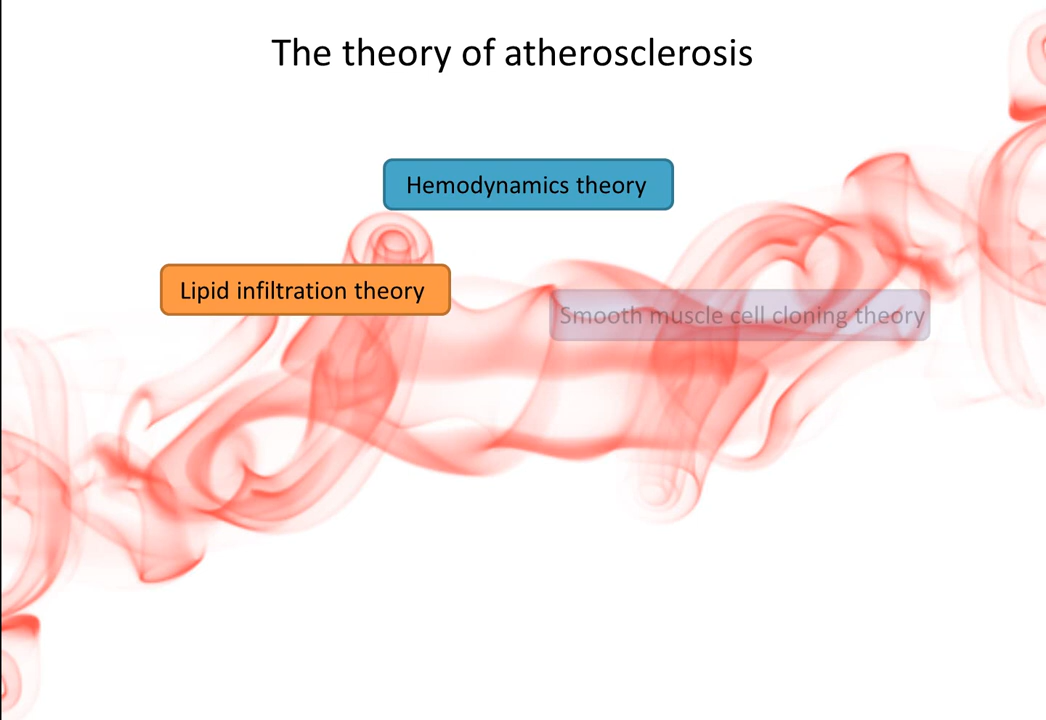 The theory of atherosclerosis
Hemodynamics theory
Lipid infiltration theory
Smooth muscle cell cloning theory